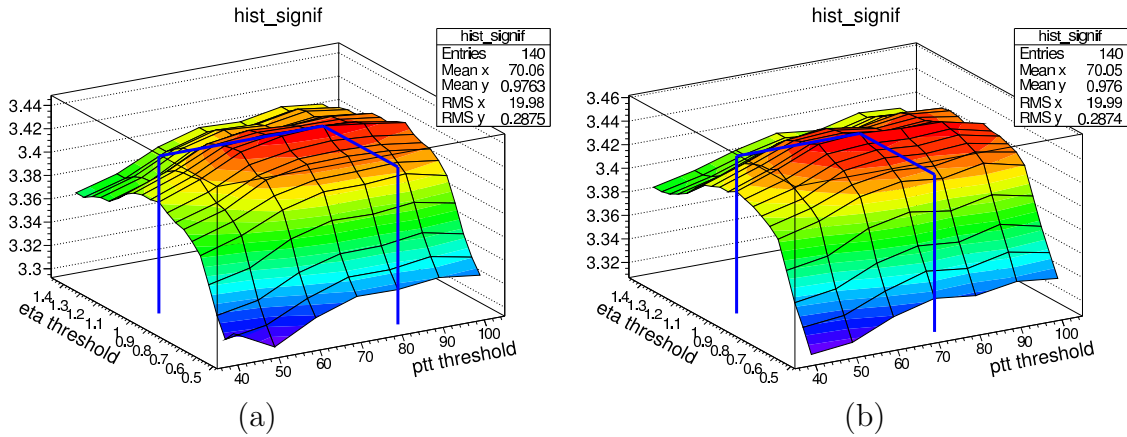 hist_signif
hist_signif
Entries 140
Mean x 70.06
Mean y 0.9763
RMS x 19.98
RMS y 0.2875
3.44
3.42
3.4
3.38
3.36
3.34
3.32
3.3
1.4 1.3 1.2 1.1 1 0.9 0.8 0.7 0.6 0.5
eta threshold
40 50 60 70 80 90 100
ptt threshold
(a)
hist_signif
hist_signif
Entries 140
Mean x 70.05
Mean y 0.976
RMS x 19.99
RMS y 0.2874
3.46
3.44
3.42
3.4
3.38
3.36
3.34
3.32
1.4 1.3 1.2 1.1 1 0.9 0.8 0.7 0.6 0.5
eta threshold
40 50 60 70 80 90 100
ptt threshold
(b)